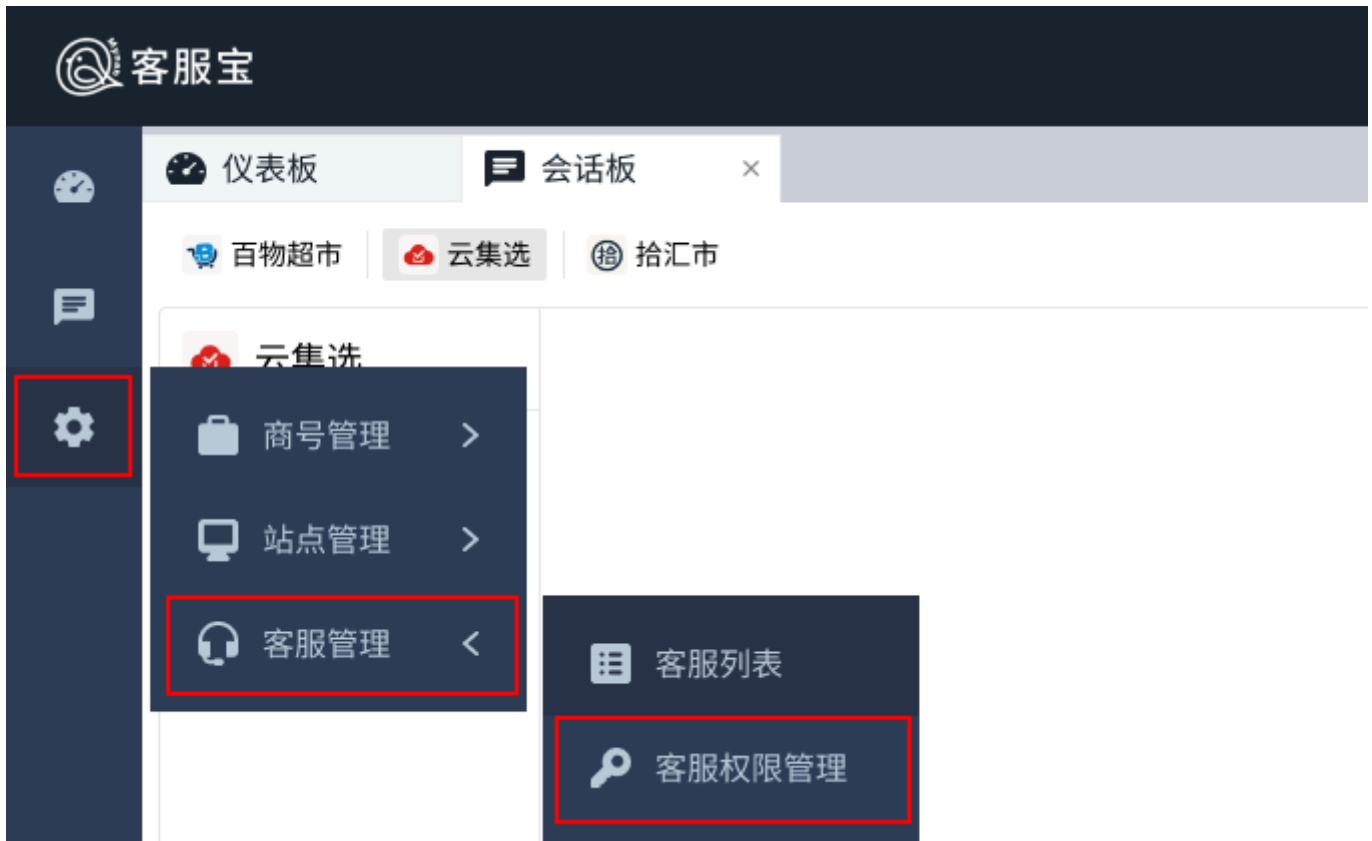 客服宝
仪表板
会话板
百物超市
云集选
拾汇市
云集选
商号管理
站点管理
客服管理
客服列表
客服权限管理